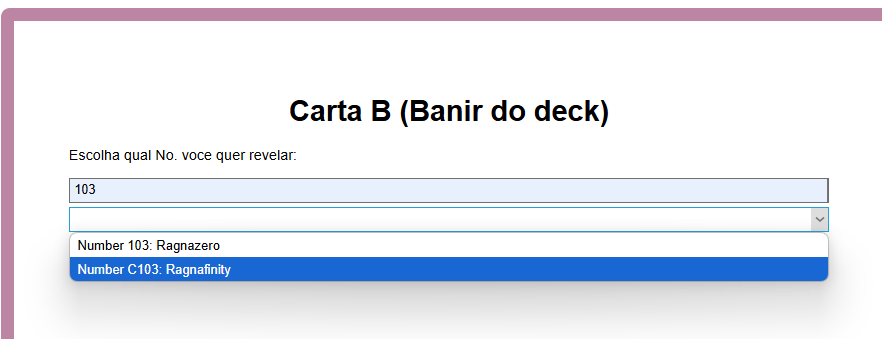 Carta B (Banir do deck)
Escolha qual No. voce quer revelar:
103
Number 103: Ragnazero
Number C103: Ragnafinity